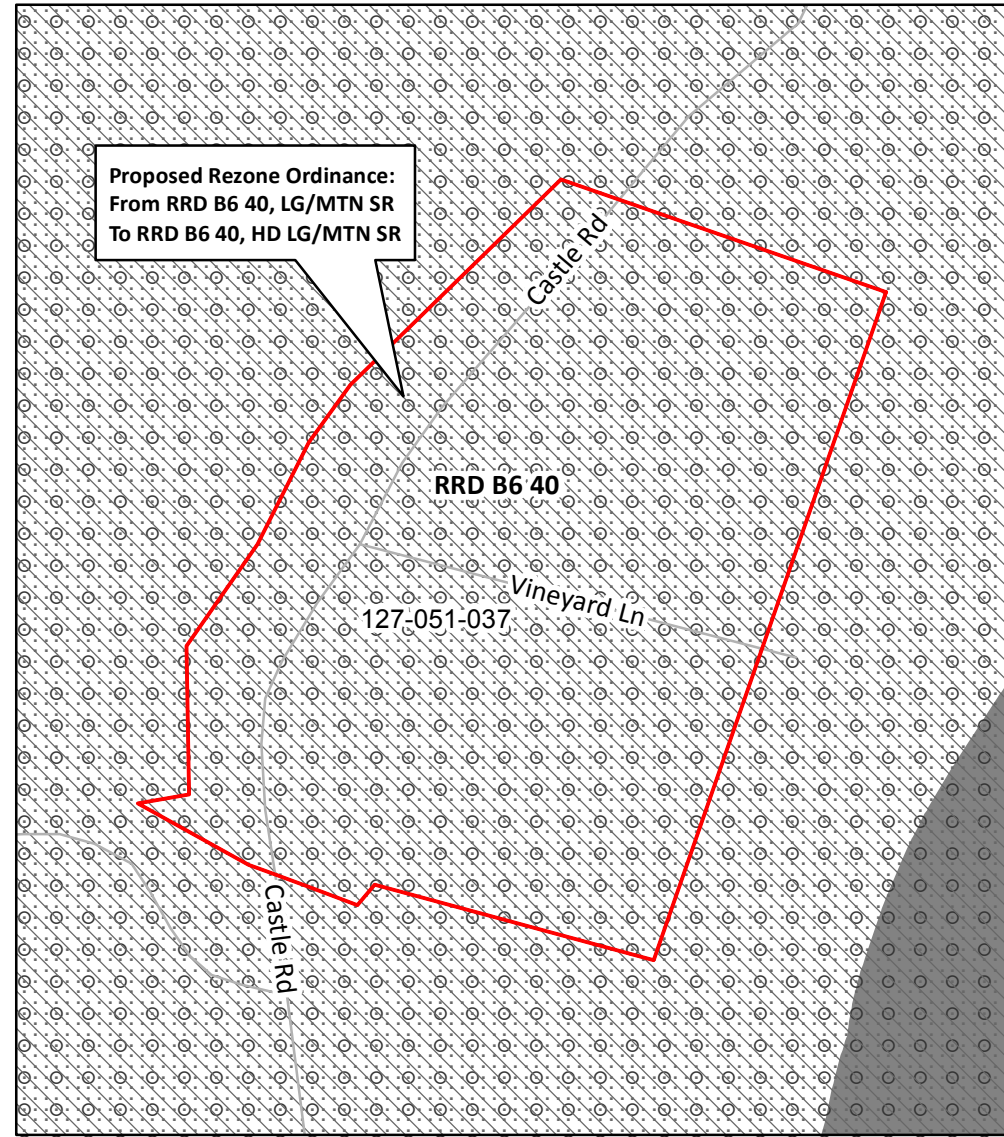 Proposed Rezone Ordinance:
From RRD B6 40, LG/MTN SR
To RRD B6 40, HD LG/MTN SR
Castle Rd
RRD B6 40
Vineyard Ln
127-051-037
Castle Rd